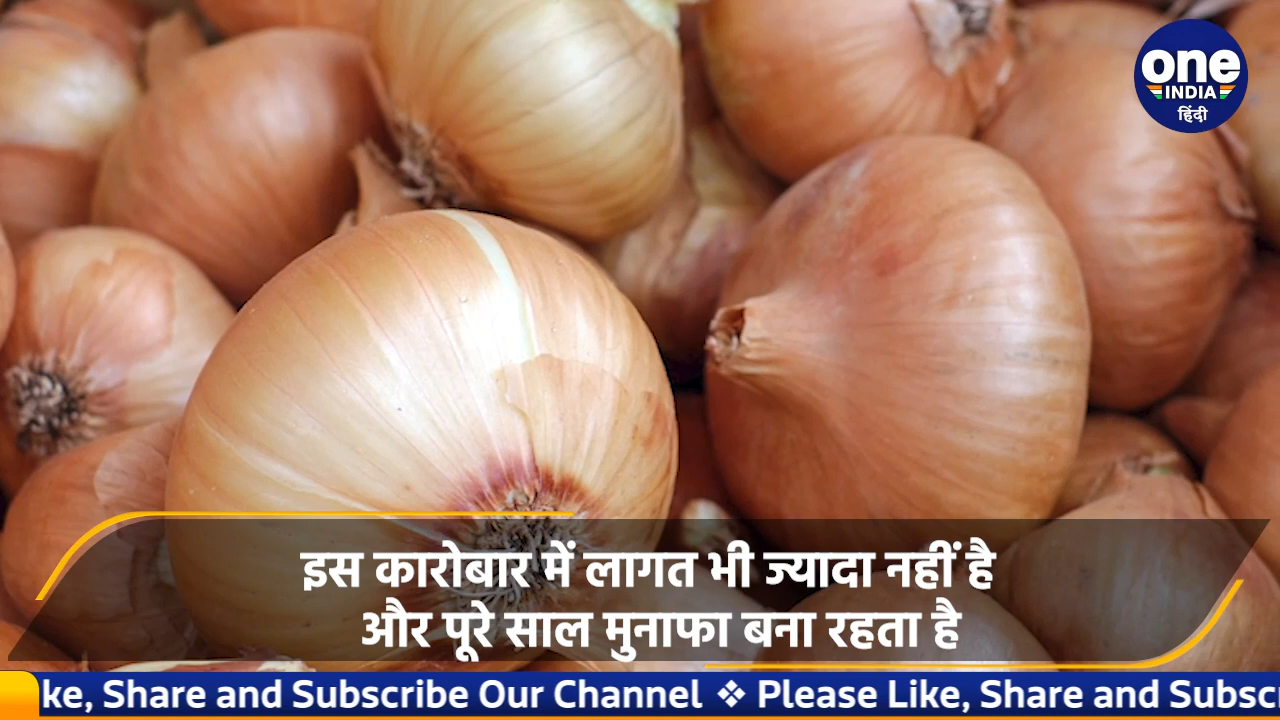 one
INDIA
हिंदी
इस कारोबार में लागत भी ज्यादा नहीं है
और पूरे साल मुनाफा बना रहता है
ke, Share and Subscribe Our Channel ❖ Please Like, Share and Subsc